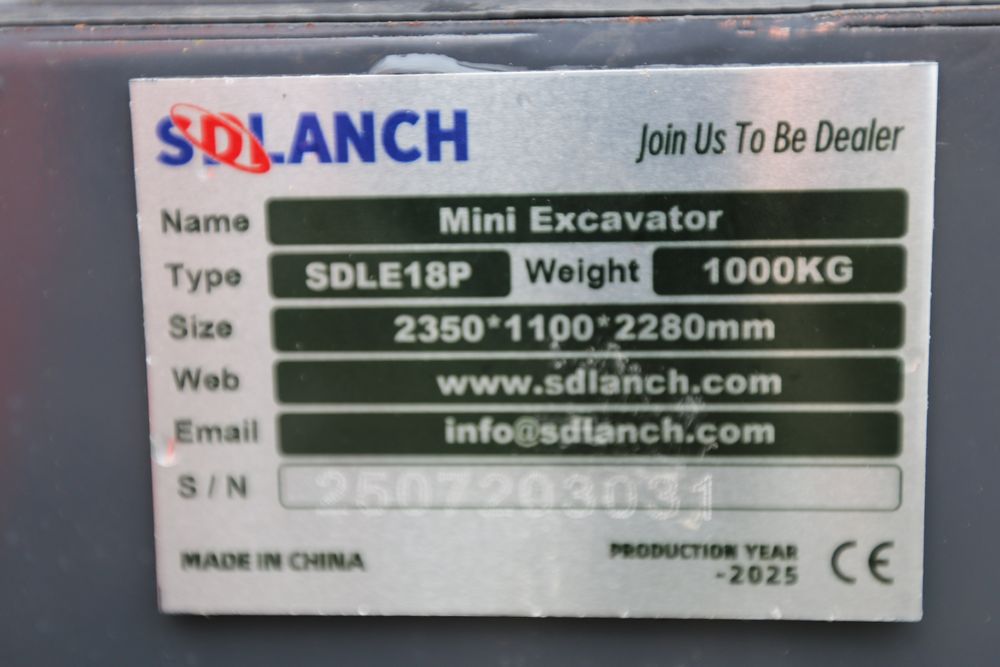 SDLANCH
Join Us To Be Dealer
Name Mini Excavator
Type SDLE18P Weight 1000KG
Size 2350*1100*2280mm
Web www.sdlanch.com
Email info@sdlanch.com
S / N 2507203031
MADE IN CHINA
PRODUCTION YEAR
-2025
CE